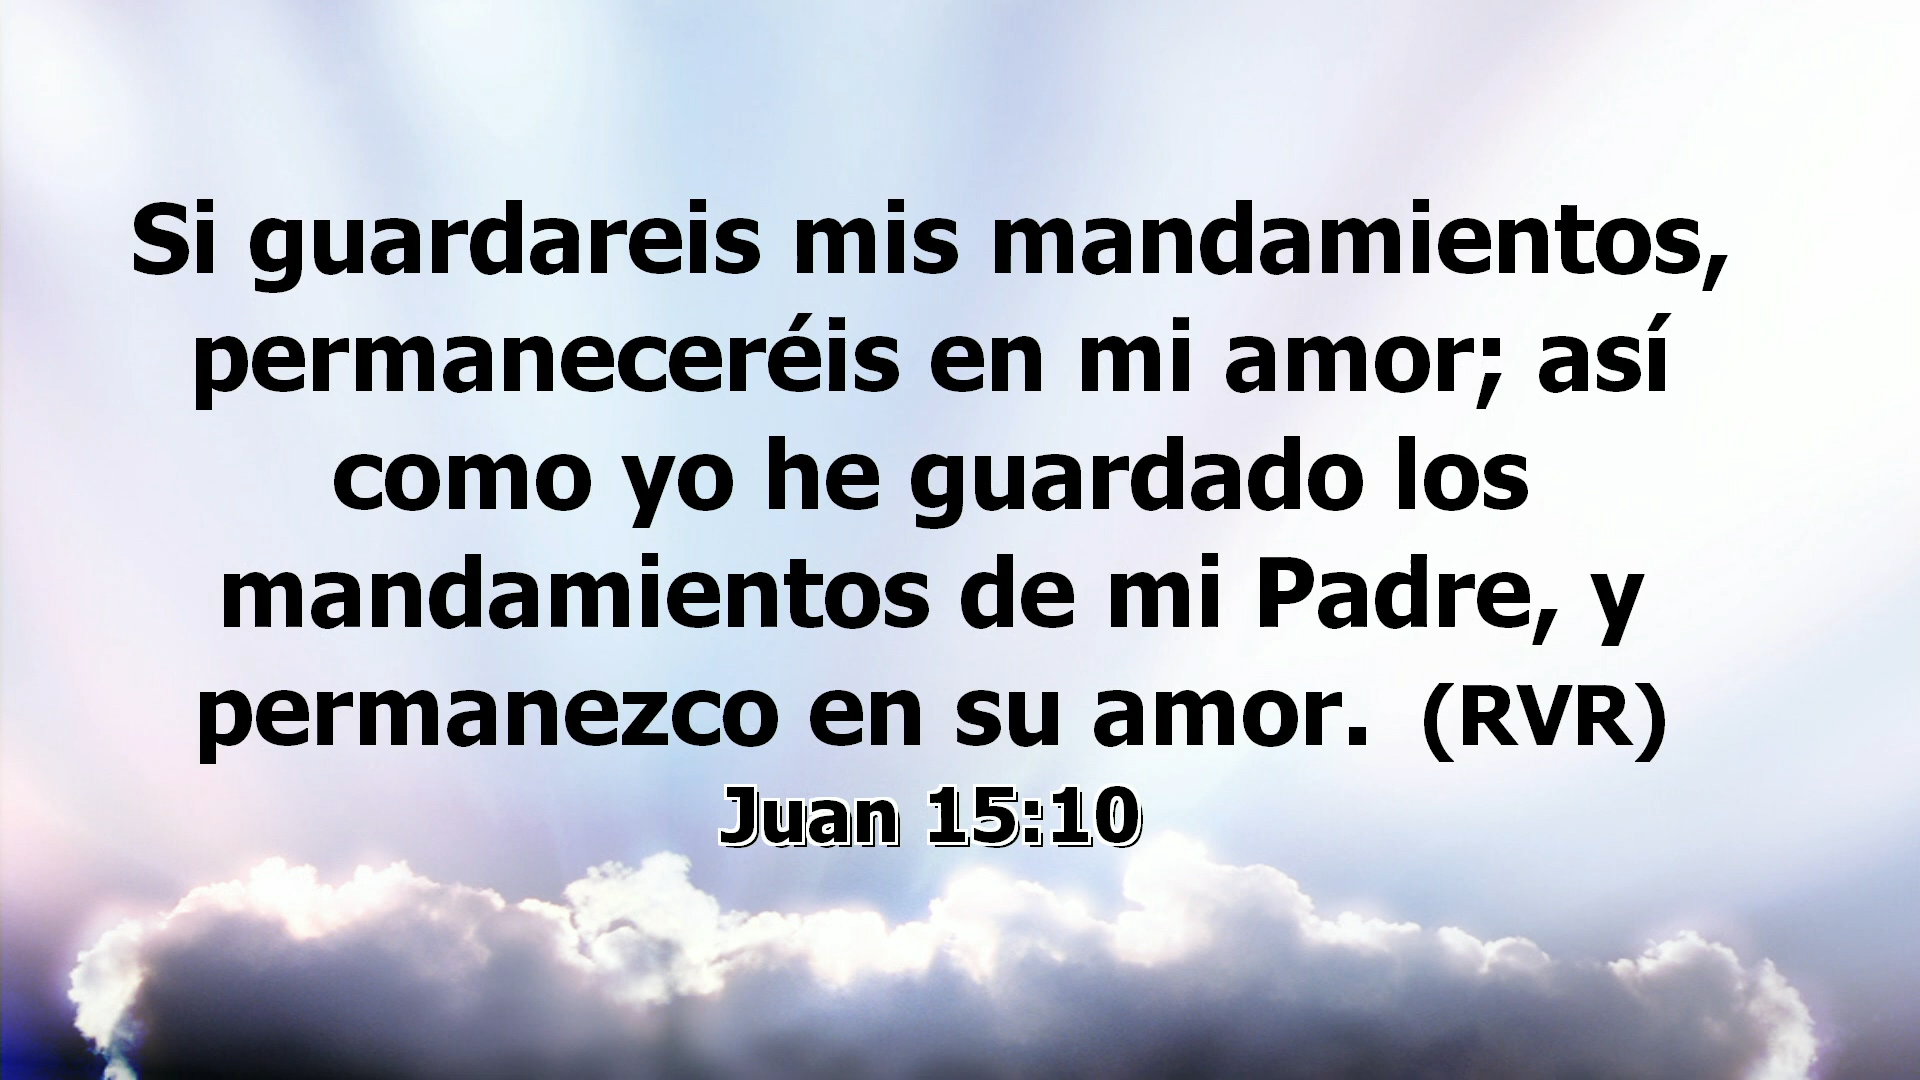 Si guardareis mis mandamientos,
permaneceréis en mi amor; así
como yo he guardado los
mandamientos de mi Padre, y
permanezco en su amor. (RVR)
Juan 15:10